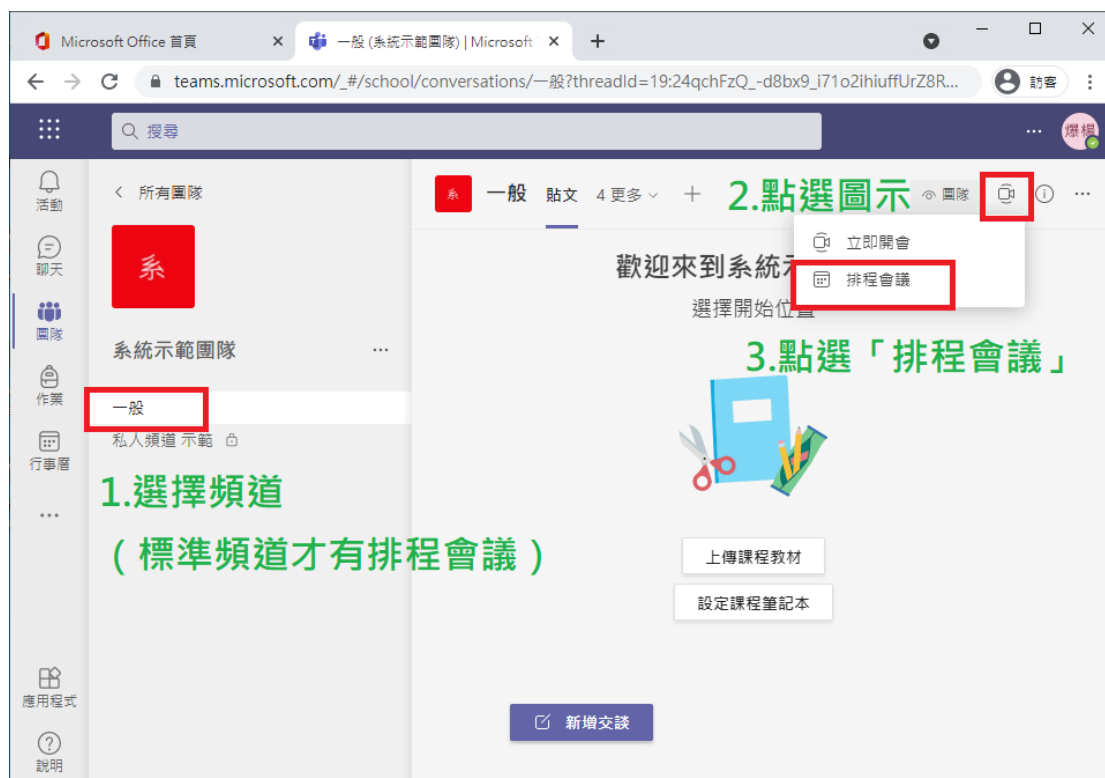 Microsoft Office 首頁
一般 (系統示範團隊) | Microsoft
teams.microsoft.com/_#/school/conversations/一般?threadId=19:24qchFzQ_-d8bx9_i71o2ihiuffUrZ8R...
訪客
搜尋
爆楊
活動
聊天
團隊
作業
行事曆
應用程式
說明
所有團隊
系
系統示範團隊
一般
私人頻道 示範
1.選擇頻道
(標準頻道才有排程會議)
系 一般 貼文 4 更多
2.點選圖示
團隊
立即開會
排程會議
歡迎來到系統示
選擇開始位置
3.點選「排程會議」
上傳課程教材
設定課程筆記本
新增交談